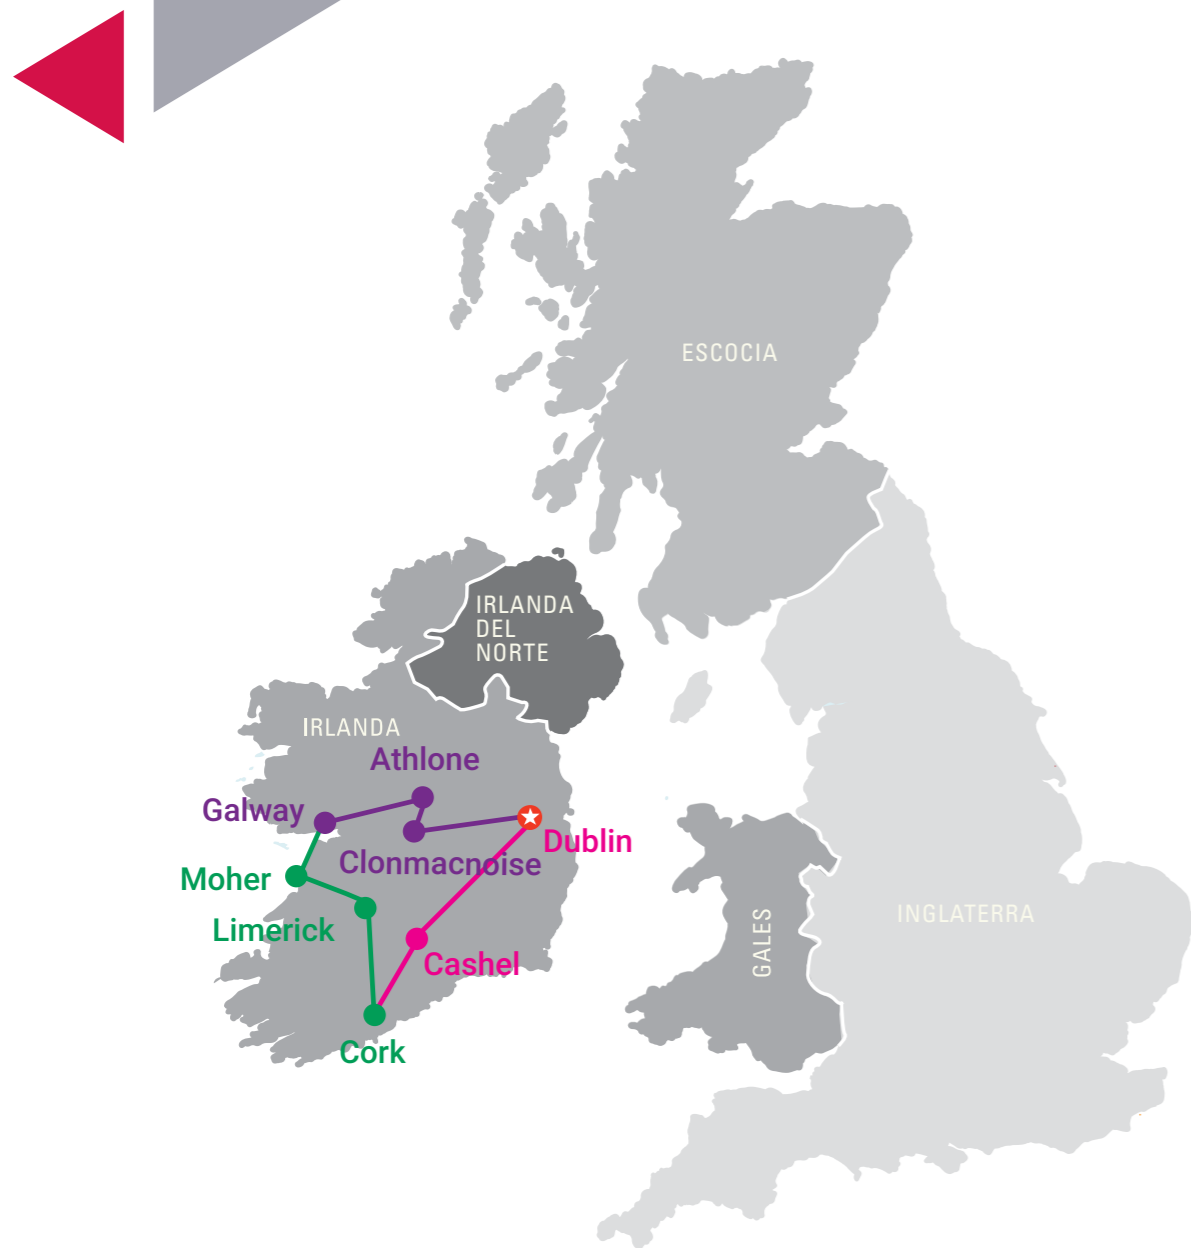 ESCOCIA
IRLANDA
DEL
NORTE
IRLANDA
Athlone
Galway
Dublin
Clonmacnoise
Moher
Limerick
INGLATERRA
GALES
Cashel
Cork